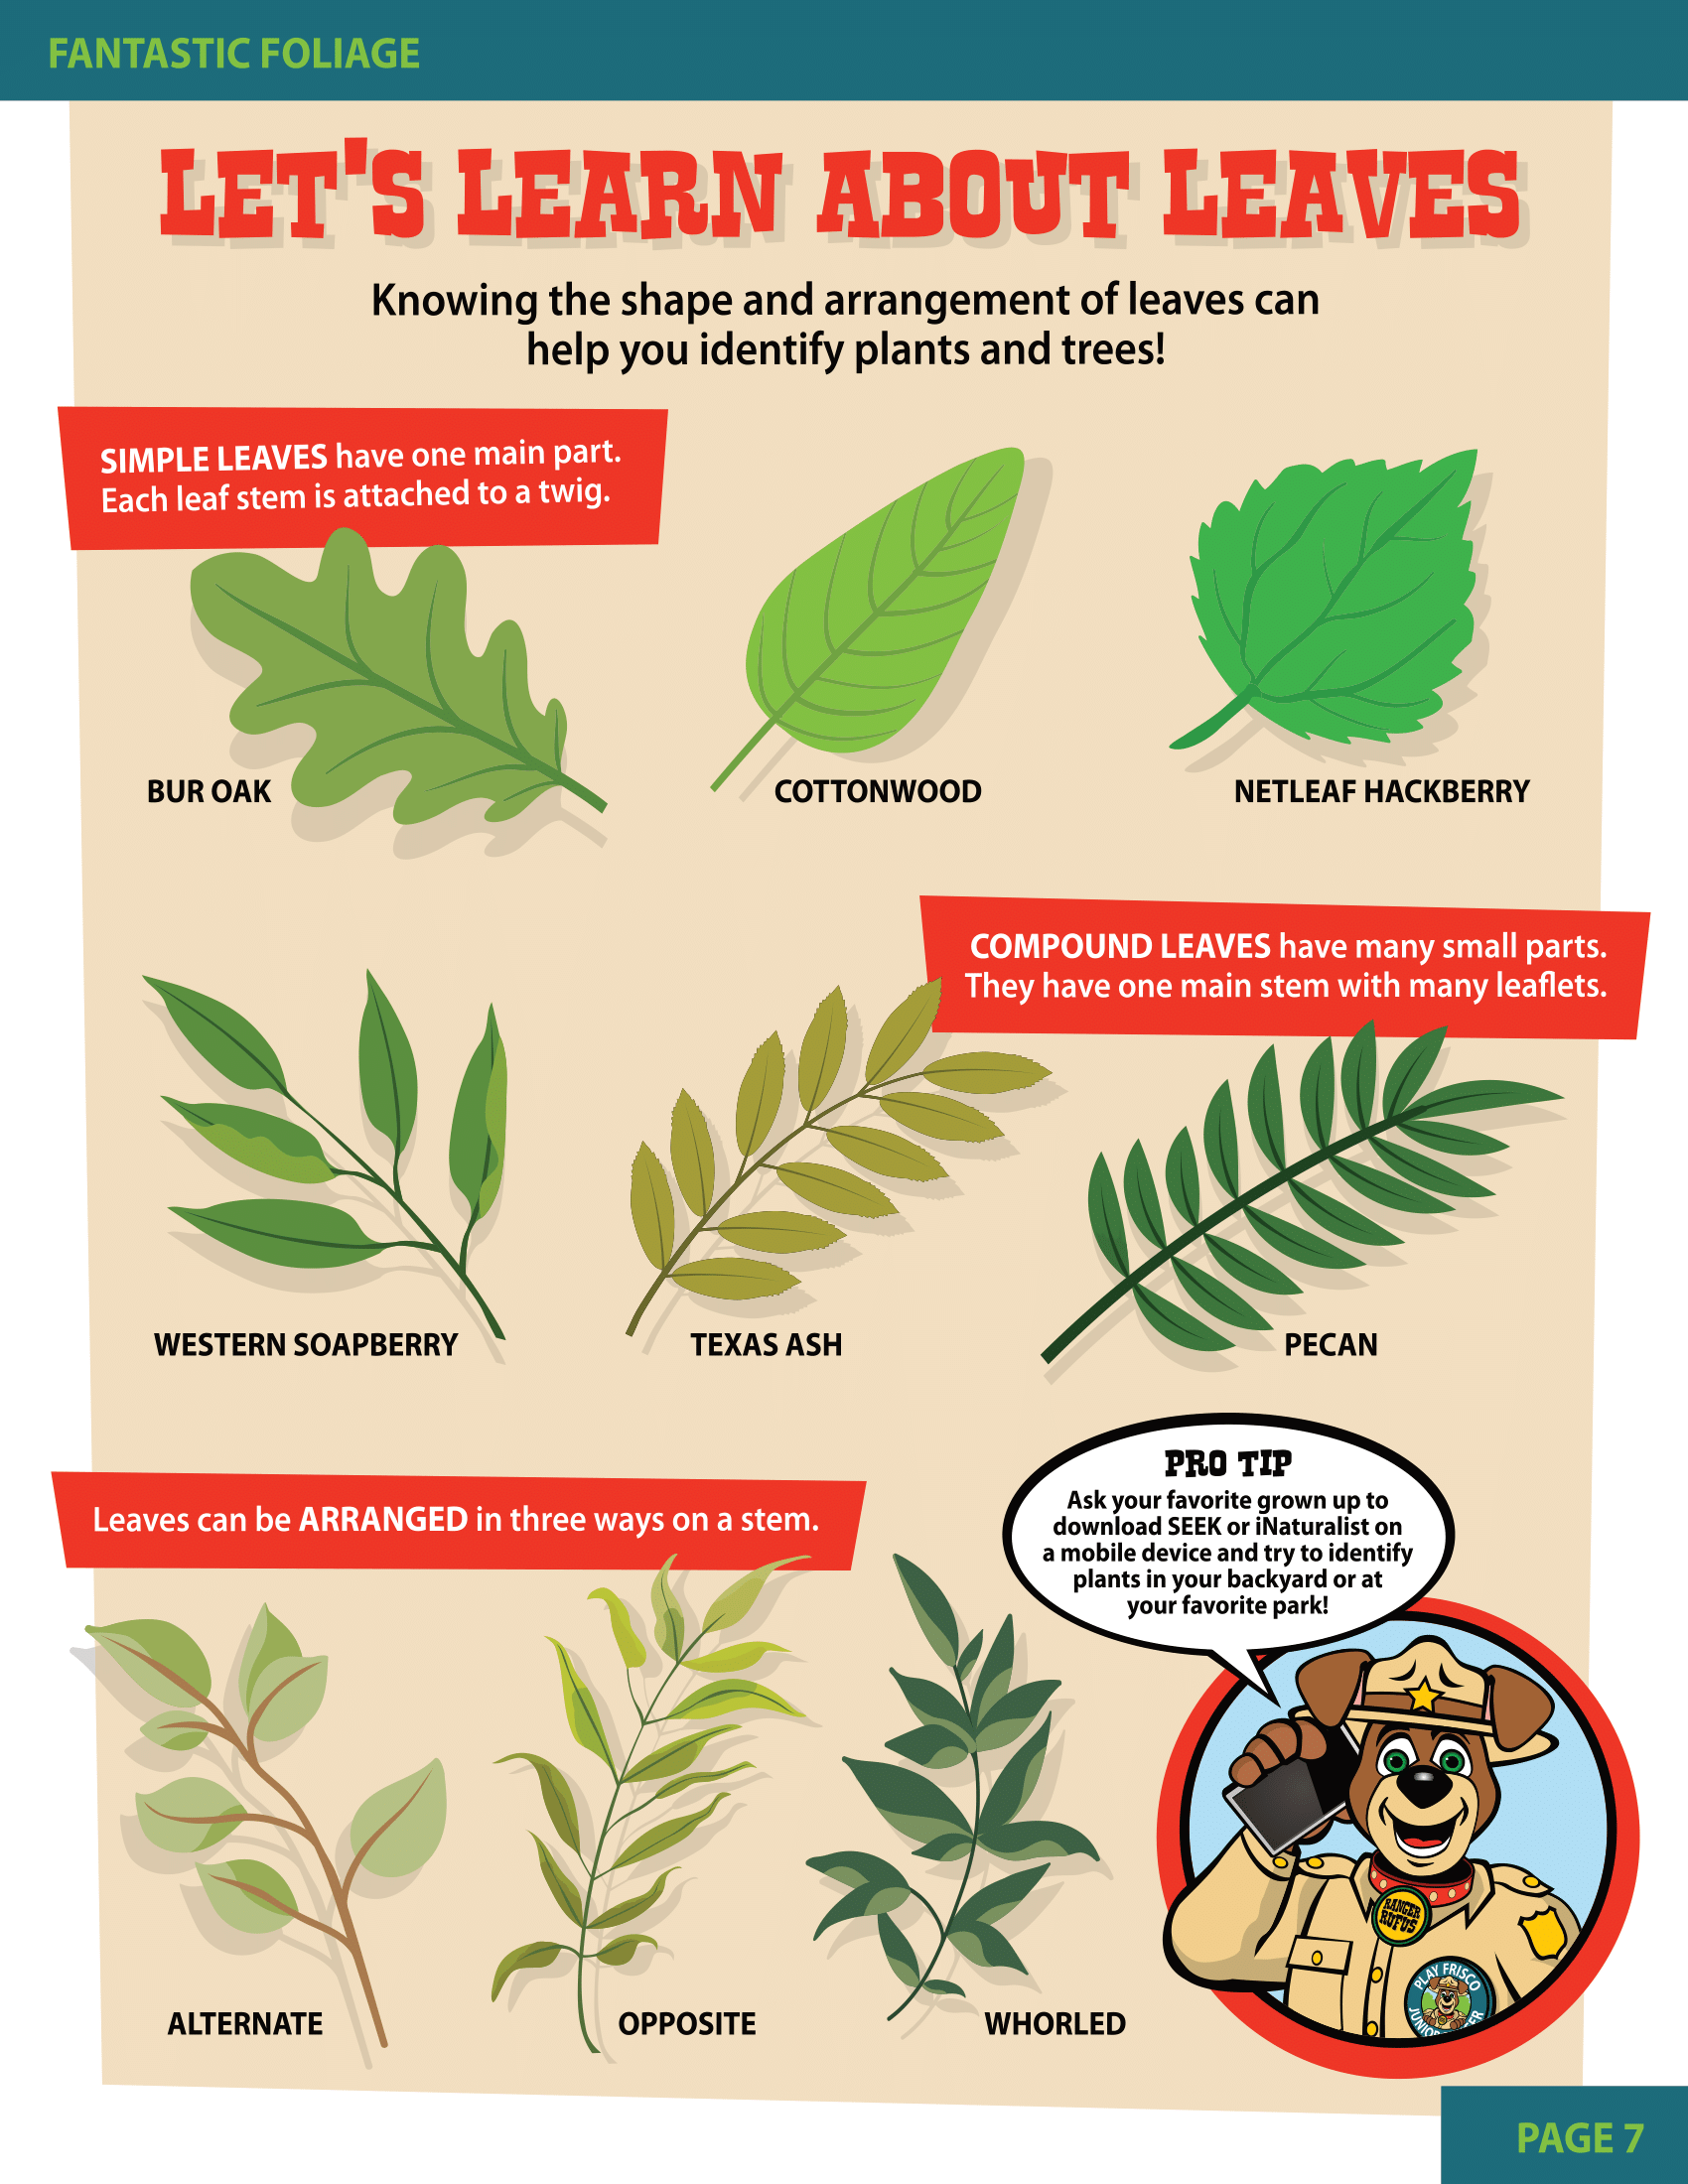 FANTASTIC FOLIAGE
LET'S LEARN ABOUT LEAVES
Knowing the shape and arrangement of leaves can
help you identify plants and trees!
SIMPLE LEAVES have one main part.
Each leaf stem is attached to a twig.
BUR OAK
COTTONWOOD
NETLEAF HACKBERRY
COMPOUND LEAVES have many small parts.
They have one main stem with many leaflets.
WESTERN SOAPBERRY
TEXAS ASH
PECAN
Leaves can be ARRANGED in three ways on a stem.
ALTERNATE
OPPOSITE
WHORLED
PRO TIP
Ask your favorite grown up to
download SEEK or iNaturalist on
a mobile device and try to identify
plants in your backyard or at
your favorite park!
RANGER
RUFUS
PLAY FRISCO
PAGE 7